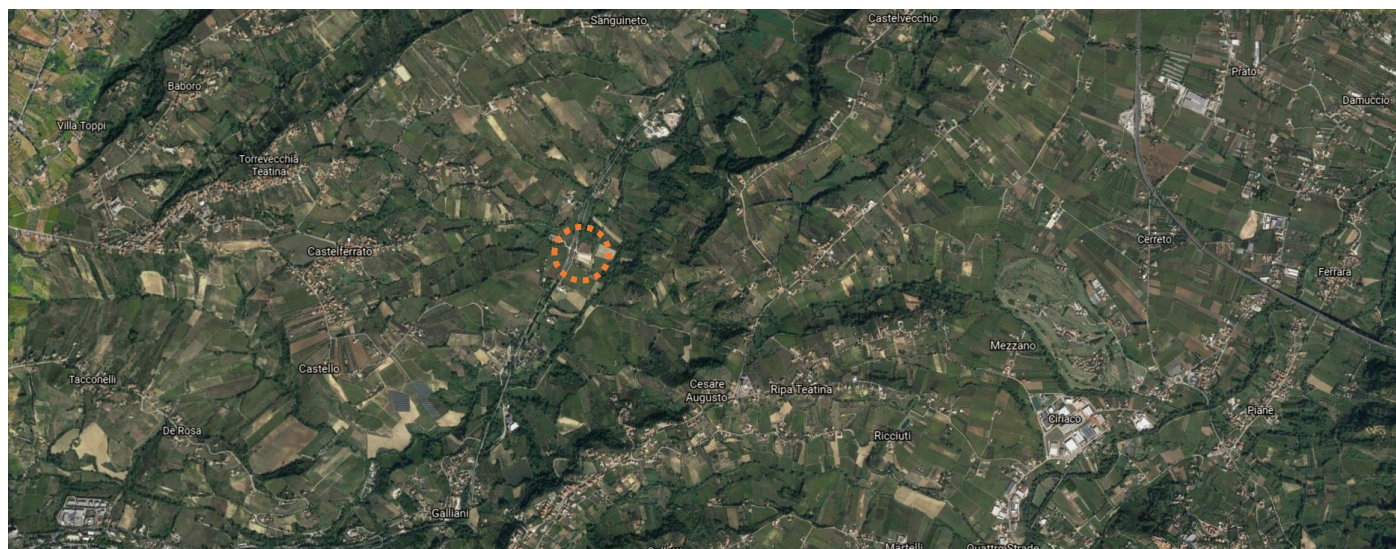 Sanguineto
Castelvecchio
Prato
Baboro
Damuccio
Villa Toppi
Torrevecchia
Teatina
Cerreto
Castelferrato
Ferrara
Mezzano
Castello
Tacconelli
Cesare
Augusto
Ripa Teatina
Piane
Ciriaco
De Rosa
Ricciuti
Galliani
Martelli
Quattro Strade